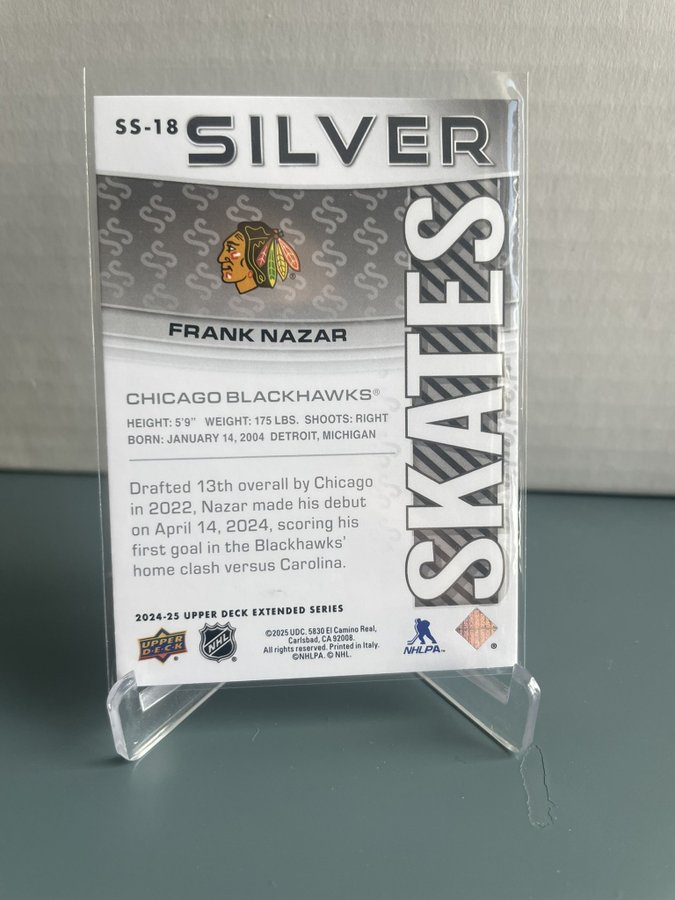 SS-18 SILVER
SKATES
FRANK NAZAR
CHICAGO BLACKHAWKS®
HEIGHT: 5'9" WEIGHT: 175 LBS. SHOOTS: RIGHT
BORN: JANUARY 14, 2004 DETROIT, MICHIGAN
Drafted 13th overall by Chicago
in 2022, Nazar made his debut
on April 14, 2024, scoring his
first goal in the Blackhawks'
home clash versus Carolina.
2024-25 UPPER DECK EXTENDED SERIES
UPPER
D·E·C·K
NHL
©2025 UDC. 5830 El Camino Real,
Carlsbad, CA 92008.
All rights reserved. Printed in Italy.
©NHLPA. © NHL.
NHLPA
®